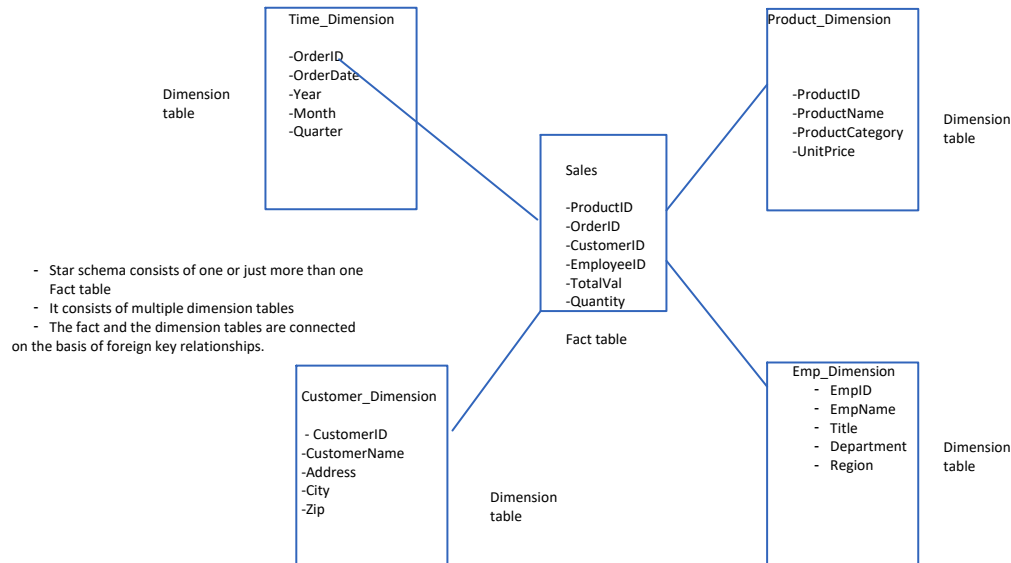 Time_Dimension
-OrderID
-OrderDate
-Year
-Month
-Quarter
Dimension
table
Product_Dimension
-ProductID
-ProductName
-ProductCategory
-UnitPrice
Dimension
table
Sales
-ProductID
-OrderID
-CustomerID
-EmployeeID
-TotalVal
-Quantity
Fact table
- Star schema consists of one or just more than one
Fact table
- It consists of multiple dimension tables
- The fact and the dimension tables are connected
on the basis of foreign key relationships.
Customer_Dimension
- CustomerID
-CustomerName
-Address
-City
-Zip
Dimension
table
Emp_Dimension
- EmpID
- EmpName
- Title
- Department
- Region
Dimension
table